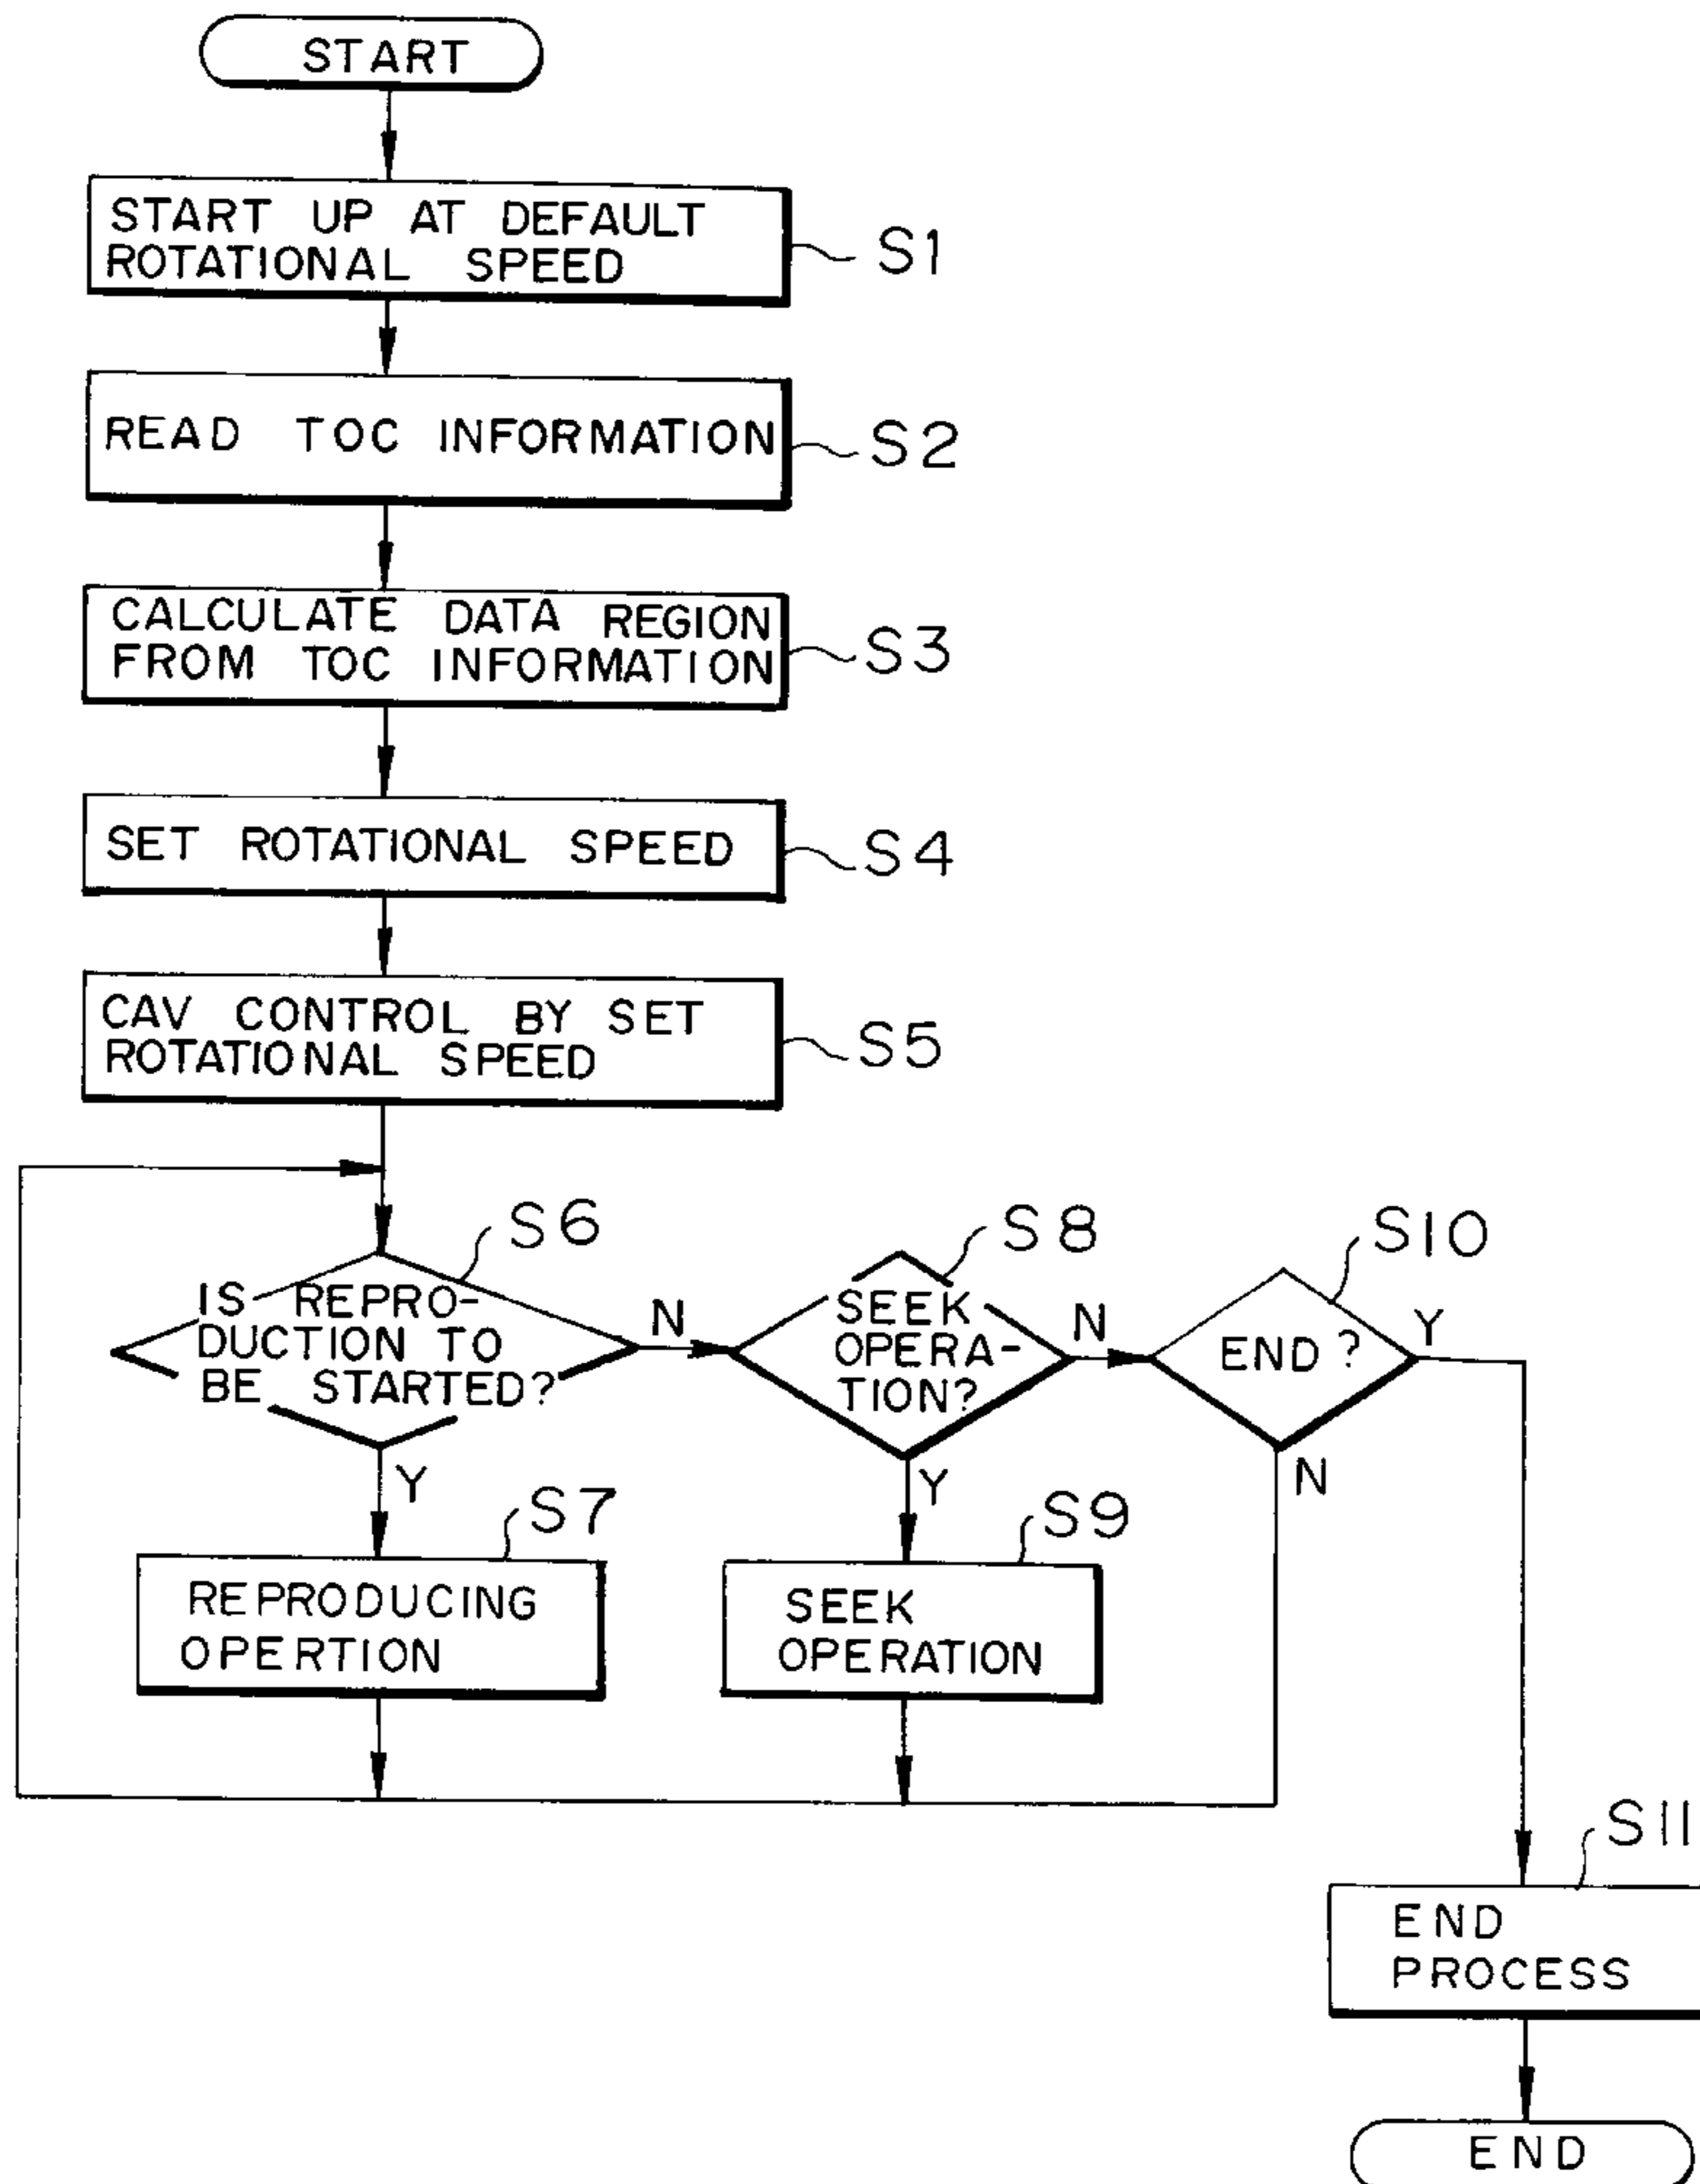 START
START UP AT DEFAULT
ROTATIONAL SPEED
S1
READ TOC INFORMATION
S2
CALCULATE DATA REGION
FROM TOC INFORMATION
S3
SET ROTATIONAL SPEED
S4
CAV CONTROL BY SET
ROTATIONAL SPEED
S5
S6
IS REPRO-
DUCTION TO
BE STARTED?
N
Y
S8
SEEK
OPERA-
TION?
N
Y
S10
END?
Y
N
S7
REPRODUCING
OPERTION
S9
SEEK
OPERATION
S11
END
PROCESS
END